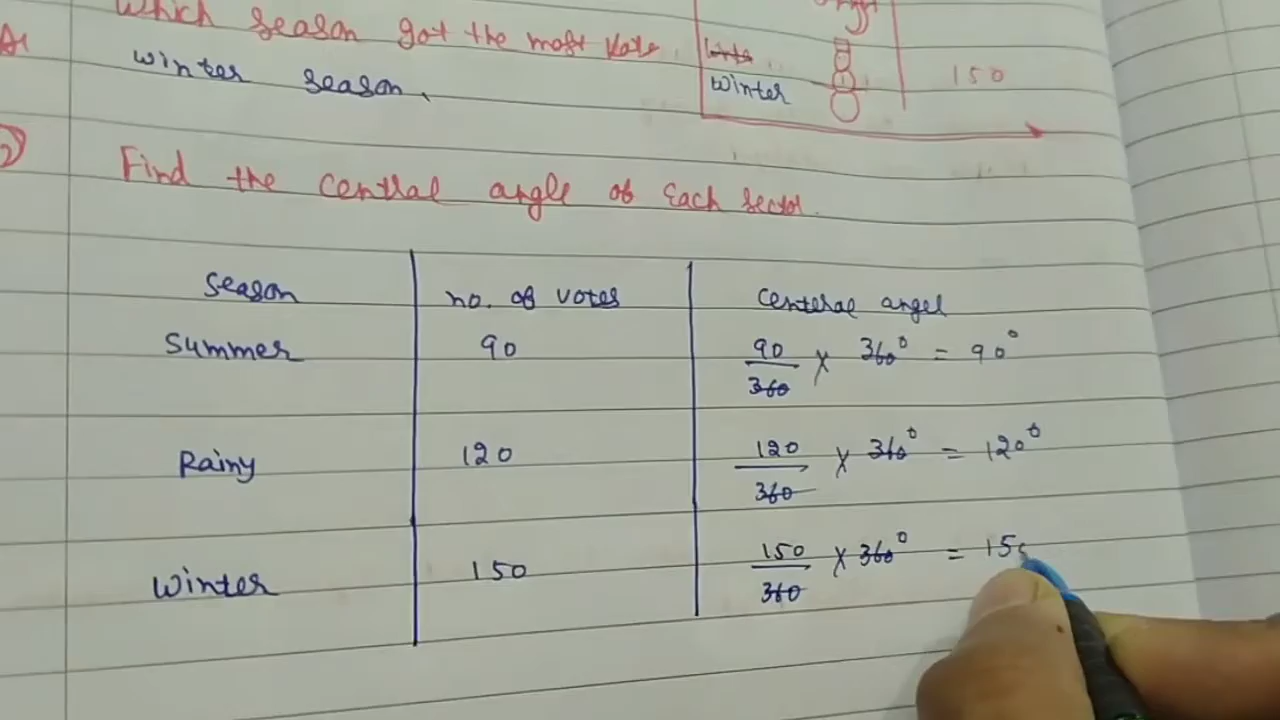 Which season got the most Vote
Winter season.
Winter 150
Find the central angle of Each sector.
Season no. of votes Centeral angel
Summer 90 90/360 × 360° = 90°
Rainy 120 120/360 × 360° = 120°
Winter 150 150/360 × 360° = 150